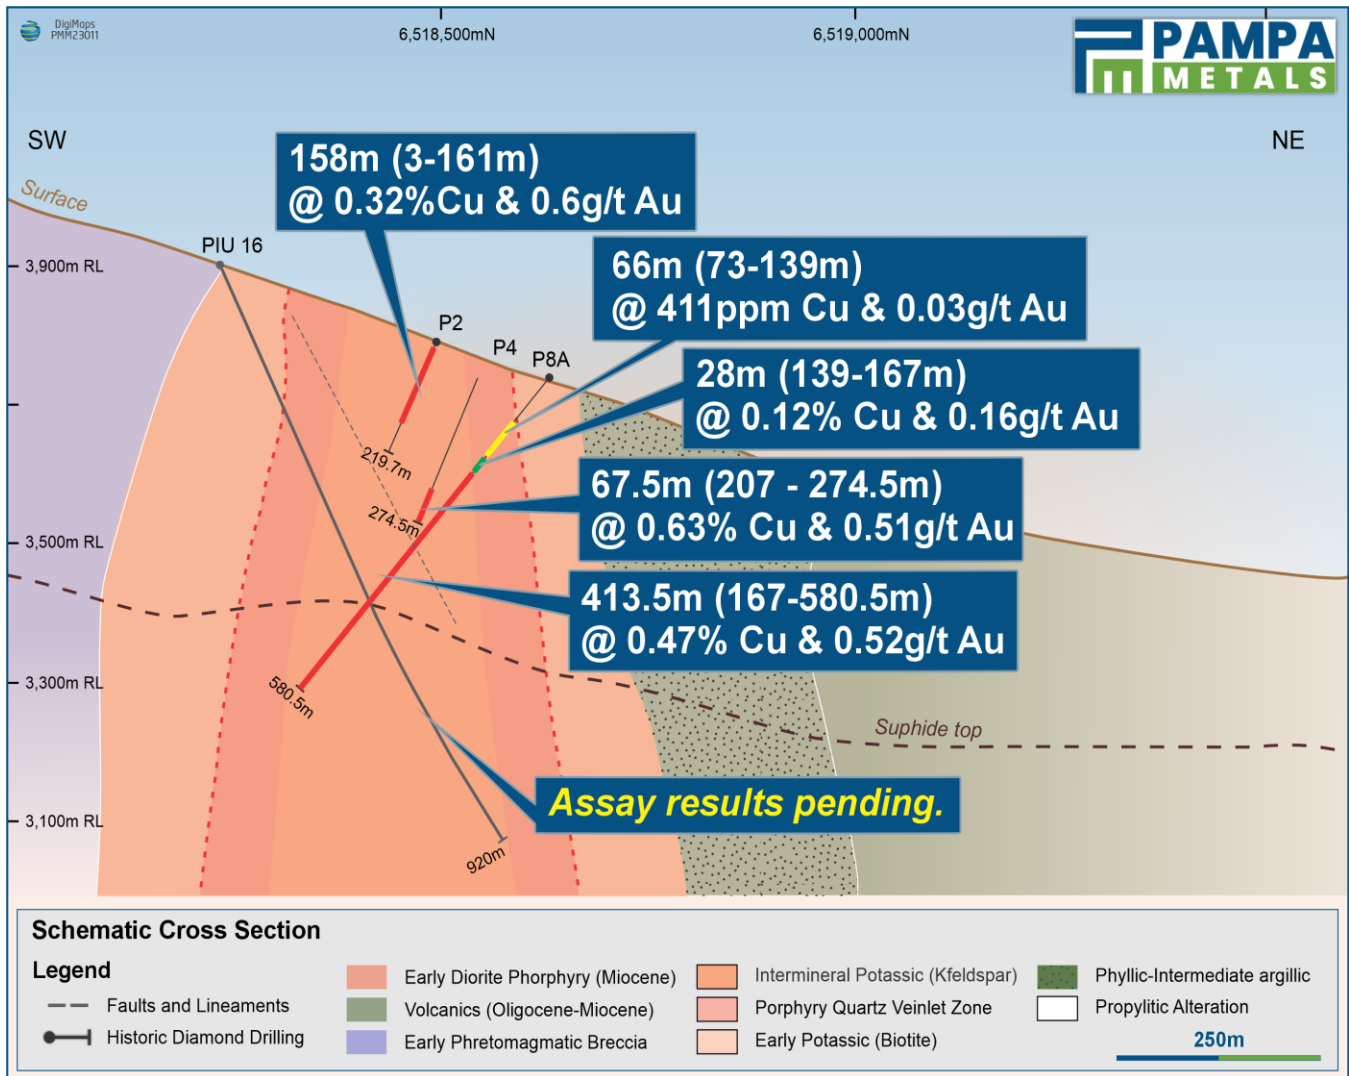 DigiMaps
PMM23011
6,518,500mN
6,519,000mN
PAMPA
METALS
SW
NE
158m (3-161m)
@ 0.32%Cu & 0.6g/t Au
Surface
PIU 16
66m (73-139m)
@ 411ppm Cu & 0.03g/t Au
3,900m RL
P2
P4
P8A
28m (139-167m)
@ 0.12% Cu & 0.16g/t Au
219.7m
67.5m (207 - 274.5m)
@ 0.63% Cu & 0.51g/t Au
274.5m
3,500m RL
413.5m (167-580.5m)
@ 0.47% Cu & 0.52g/t Au
3,300m RL
580.5m
Suphide top
Assay results pending.
3,100m RL
920m
Schematic Cross Section
Legend
Faults and Lineaments
Historic Diamond Drilling
Early Diorite Phorphyry (Miocene)
Volcanics (Oligocene-Miocene)
Early Phretomagmatic Breccia
Intermineral Potassic (Kfeldspar)
Porphyry Quartz Veinlet Zone
Early Potassic (Biotite)
Phyllic-Intermediate argillic
Propylitic Alteration
250m